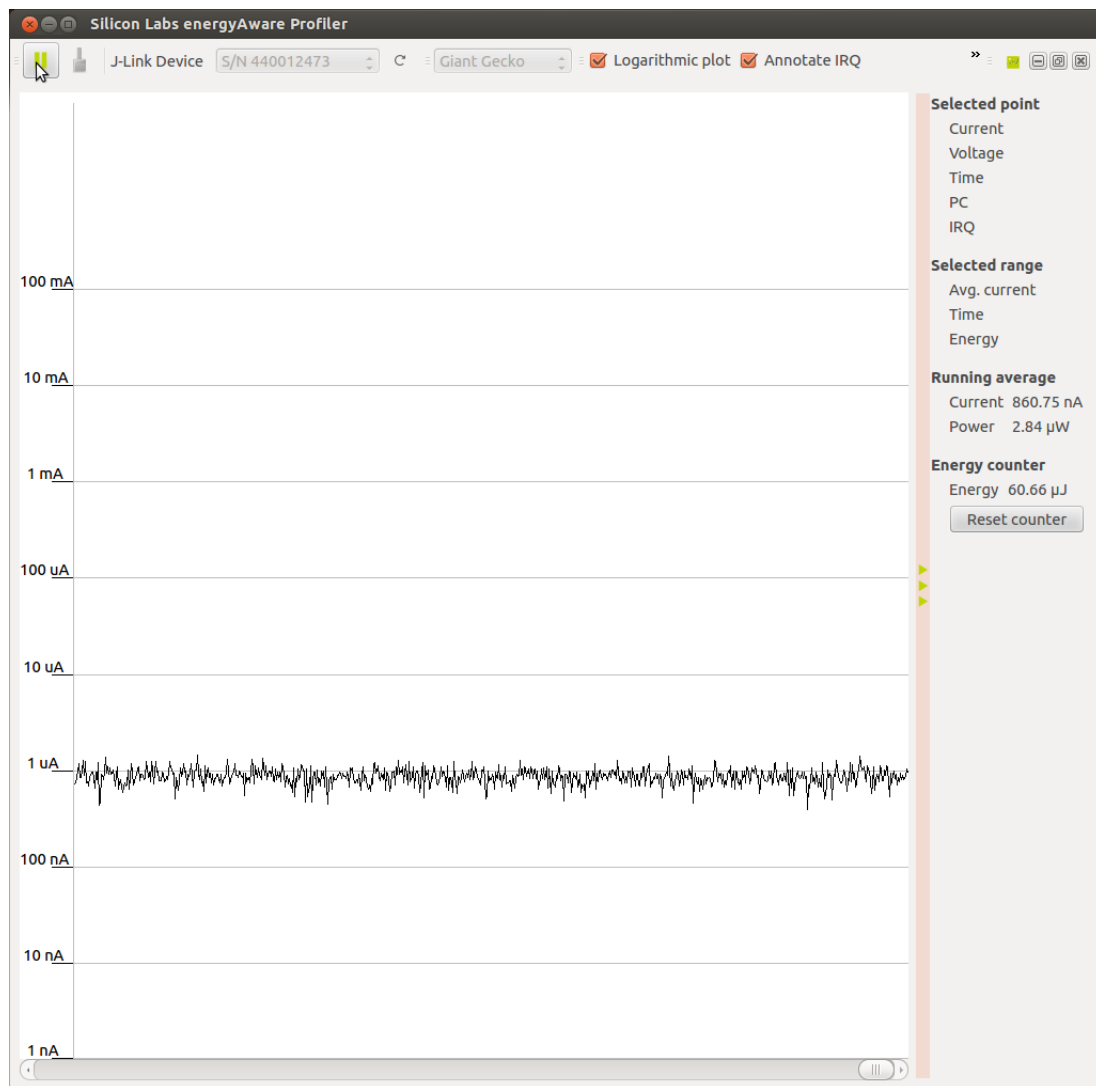 Silicon Labs energyAware Profiler
J-Link Device S/N 440012473 Giant Gecko Logarithmic plot Annotate IRQ »
100 mA
10 mA
1 mA
100 uA
10 uA
1 uA
100 nA
10 nA
1 nA
Selected point
Current
Voltage
Time
PC
IRQ
Selected range
Avg. current
Time
Energy
Running average
Current 860.75 nA
Power 2.84 µW
Energy counter
Energy 60.66 µJ
Reset counter